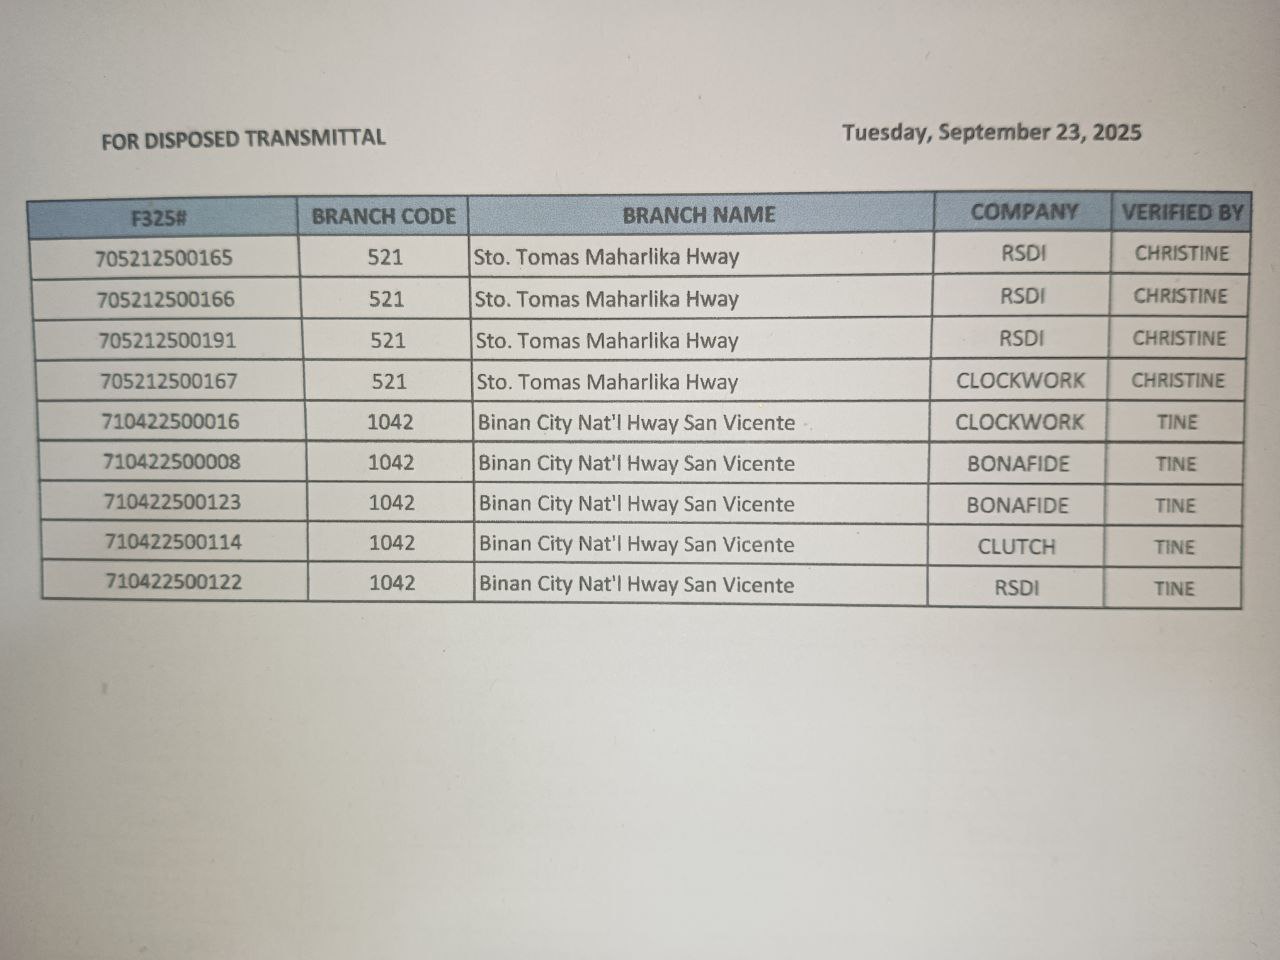 FOR DISPOSED TRANSMITTAL Tuesday, September 23, 2025
F325# BRANCH CODE BRANCH NAME COMPANY VERIFIED BY
705212500165 521 Sto. Tomas Maharlika Hway RSDI CHRISTINE
705212500166 521 Sto. Tomas Maharlika Hway RSDI CHRISTINE
705212500191 521 Sto. Tomas Maharlika Hway RSDI CHRISTINE
705212500167 521 Sto. Tomas Maharlika Hway CLOCKWORK CHRISTINE
710422500016 1042 Binan City Nat'l Hway San Vicente CLOCKWORK TINE
710422500008 1042 Binan City Nat'l Hway San Vicente BONAFIDE TINE
710422500123 1042 Binan City Nat'l Hway San Vicente BONAFIDE TINE
710422500114 1042 Binan City Nat'l Hway San Vicente CLUTCH TINE
710422500122 1042 Binan City Nat'l Hway San Vicente RSDI TINE